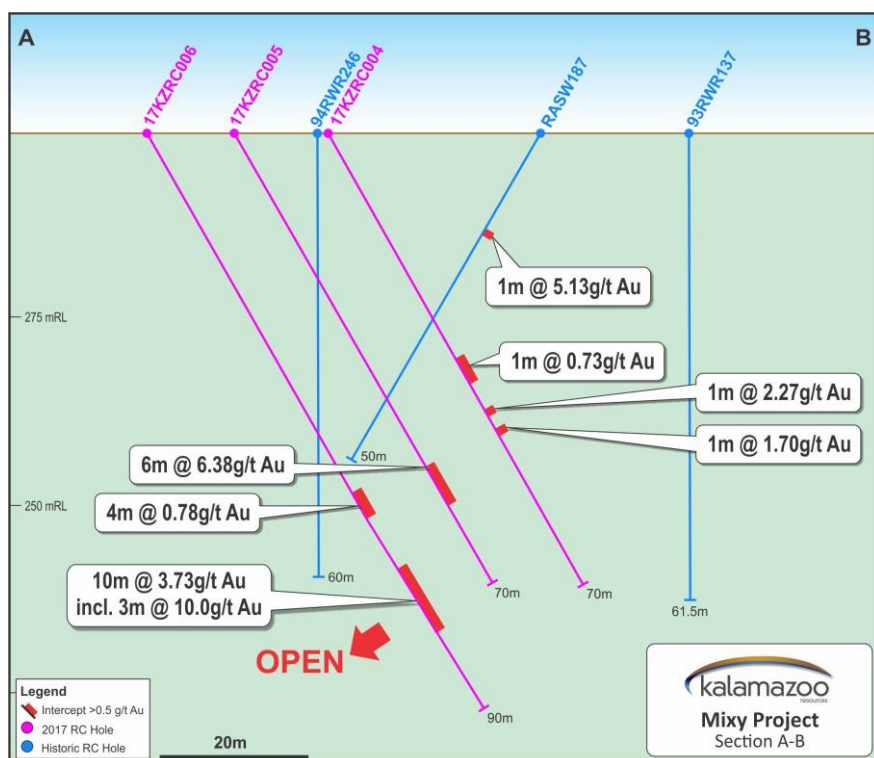 A
B
17KZRC006
17KZRC005
94RWR246
17KZRC004
RASW187
93RWR137
1m @ 5.13g/t Au
275 mRL
1m @ 0.73g/t Au
1m @ 2.27g/t Au
1m @ 1.70g/t Au
50m
6m @ 6.38g/t Au
250 mRL
4m @ 0.78g/t Au
10m @ 3.73g/t Au
incl. 3m @ 10.0g/t Au
60m
70m
70m
61.5m
OPEN
90m
Legend
Intercept >0.5 g/t Au
2017 RC Hole
Historic RC Hole
20m
kalamazoo
resources
Mixy Project
Section A-B